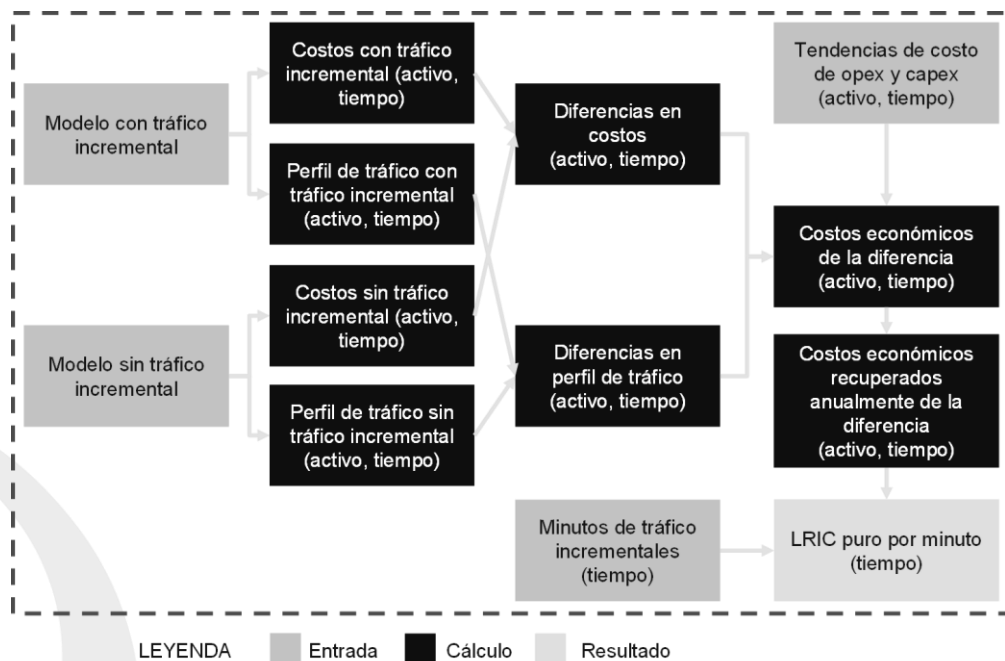 Modelo con tráfico
incremental
Modelo sin tráfico
incremental
Costos con tráfico
incremental (activo,
tiempo)
Perfil de tráfico con
tráfico incremental
(activo, tiempo)
Costos sin tráfico
incremental (activo,
tiempo)
Perfil de tráfico sin
tráfico incremental
(activo, tiempo)
Diferencias en
costos
(activo, tiempo)
Diferencias en
perfil de tráfico
(activo, tiempo)
Minutos de tráfico
incrementales
(tiempo)
Tendencias de costo
de opex y capex
(activo, tiempo)
Costos económicos
de la diferencia
(activo, tiempo)
Costos económicos
recuperados
anualmente de la
diferencia
(activo, tiempo)
LRIC puro por minuto
(tiempo)
LEYENDA
Entrada
Cálculo
Resultado